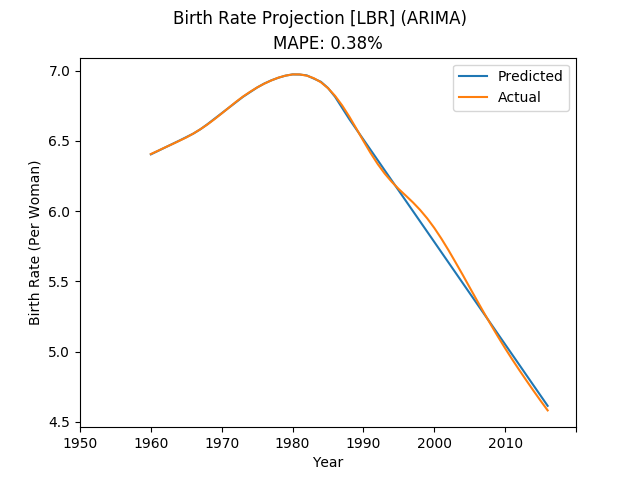 Birth Rate Projection [LBR] (ARIMA)
MAPE: 0.38%
Predicted
Actual
Birth Rate (Per Woman)
7.0
6.5
6.0
5.5
5.0
4.5
1950 1960 1970 1980 1990 2000 2010
Year